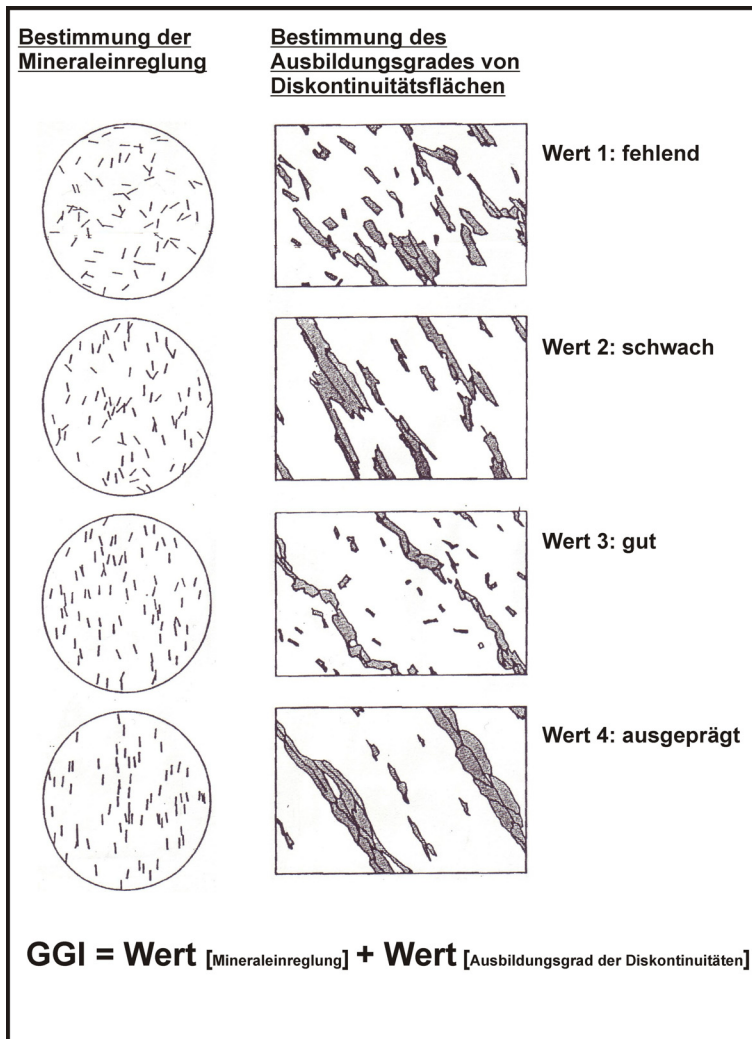 Bestimmung der
Mineraleinreglung
Bestimmung des
Ausbildungsgrades von
Diskontinuitätsflächen
Wert 1: fehlend
Wert 2: schwach
Wert 3: gut
Wert 4: ausgeprägt
GGI = Wert [Mineraleinreglung] + Wert [Ausbildungsgrad der Diskontinuitäten]